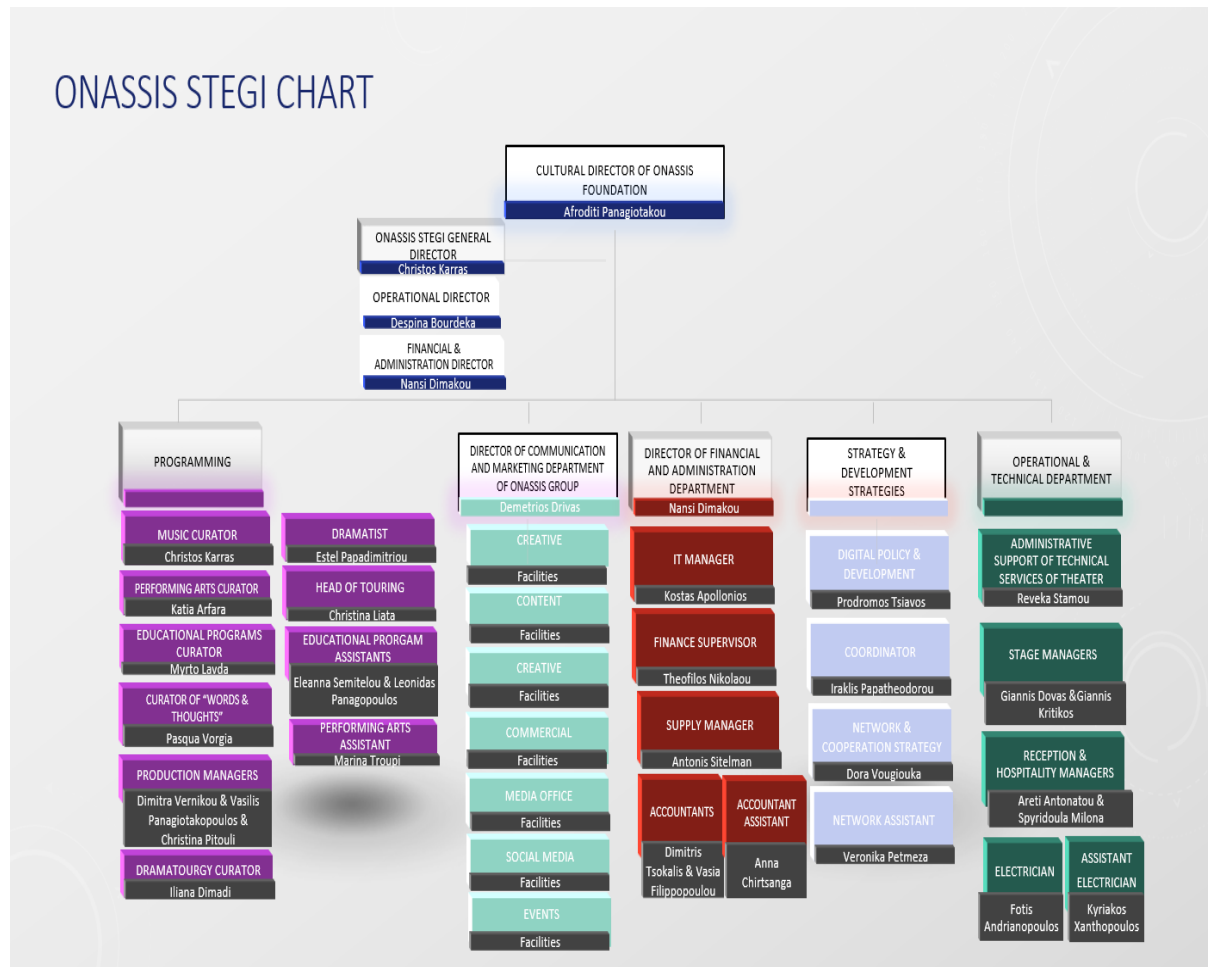 ONASSIS STEGI CHART
CULTURAL DIRECTOR OF ONASSIS
FOUNDATION
Afroditi Panagiotakou
ONASSIS STEGI GENERAL
DIRECTOR
Christos Karras
OPERATIONAL DIRECTOR
Despina Bourdeka
FINANCIAL &
ADMINISTRATION DIRECTOR
Nansi Dimakou
PROGRAMMING
MUSIC CURATOR
Christos Karras
PERFORMING ARTS CURATOR
Katia Arfara
EDUCATIONAL PROGRAMS
CURATOR
Myrto Lavda
CURATOR OF "WORDS &
THOUGHTS"
Pasqua Vorgia
PRODUCTION MANAGERS
Dimitra Vernikou & Vasilis
Panagiotakopoulos &
Christina Pitouli
DRAMATOURGY CURATOR
Iliana Dimadi
DRAMATIST
Estel Papadimitriou
HEAD OF TOURING
Christina Liata
EDUCATIONAL PRORGAM
ASSISTANTS
Eleanna Semitelou & Leonidas
Panagopoulos
PERFORMING ARTS
ASSISTANT
Marina Troupi
DIRECTOR OF COMMUNICATION
AND MARKETING DEPARTMENT
OF ONASSIS GROUP
Demetrios Drivas
CREATIVE
Facilities
CONTENT
Facilities
CREATIVE
Facilities
COMMERCIAL
Facilities
MEDIA OFFICE
Facilities
SOCIAL MEDIA
Facilities
EVENTS
Facilities
DIRECTOR OF FINANCIAL
AND ADMINISTRATION
DEPARTMENT
Nansi Dimakou
IT MANAGER
Kostas Apollonios
FINANCE SUPERVISOR
Theofilos Nikolaou
SUPPLY MANAGER
Antonis Sitelman
ACCOUNTANTS
Dimitris
Tsokalis & Vasia
Filippopoulou
ACCOUNTANT
ASSISTANT
Anna
Chirtsanga
STRATEGY &
DEVELOPMENT
STRATEGIES
DIGITAL POLICY &
DEVELOPMENT
Prodromos Tsiavos
COORDINATOR
Iraklis Papatheodorou
NETWORK &
COOPERATION STRATEGY
Dora Vougiouka
NETWORK ASSISTANT
Veronika Petmeza
OPERATIONAL &
TECHNICAL DEPARTMENT
ADMINISTRATIVE
SUPPORT OF TECHNICAL
SERVICES OF THEATER
Reveka Stamou
STAGE MANAGERS
Giannis Dovas &Giannis
Kritikos
RECEPTION &
HOSPITALITY MANAGERS
Areti Antonatou &
Spyridoula Milona
ELECTRICIAN
Fotis
Andrianopoulos
ASSISTANT
ELECTRICIAN
Kyriakos
Xanthopoulos